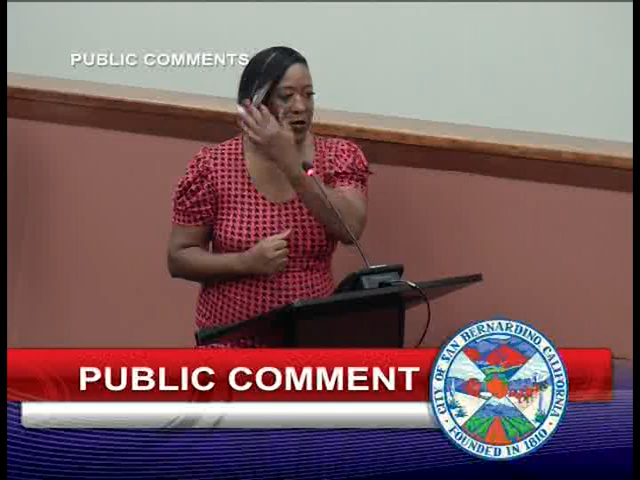 PUBLIC COMMENTS
PUBLIC COMMENT
CITY OF SAN BERNARDINO, CALIFORNIA
FOUNDED IN 1810